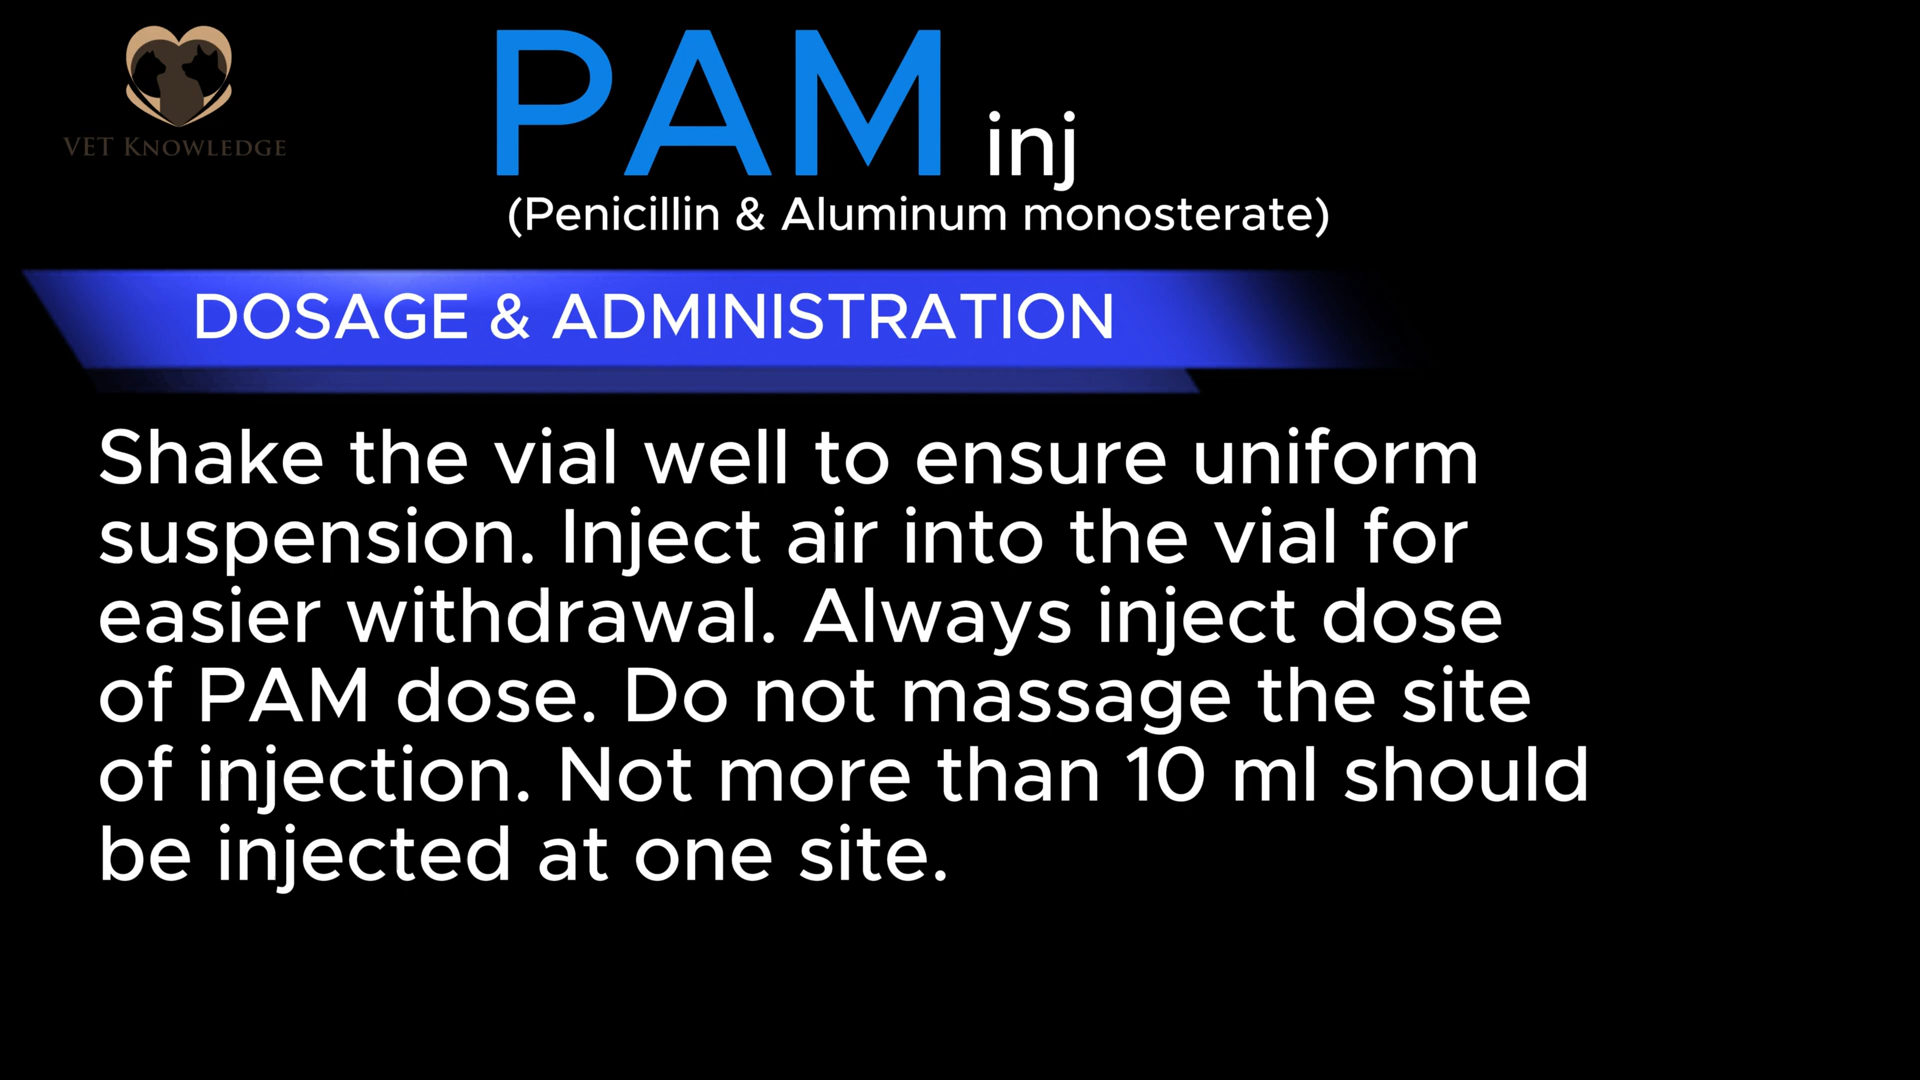 VET KNOWLEDGE
PAM inj
(Penicillin & Aluminum monosterate)
DOSAGE & ADMINISTRATION
Shake the vial well to ensure uniform
suspension. Inject air into the vial for
easier withdrawal. Always inject dose
of PAM dose. Do not massage the site
of injection. Not more than 10 ml should
be injected at one site.